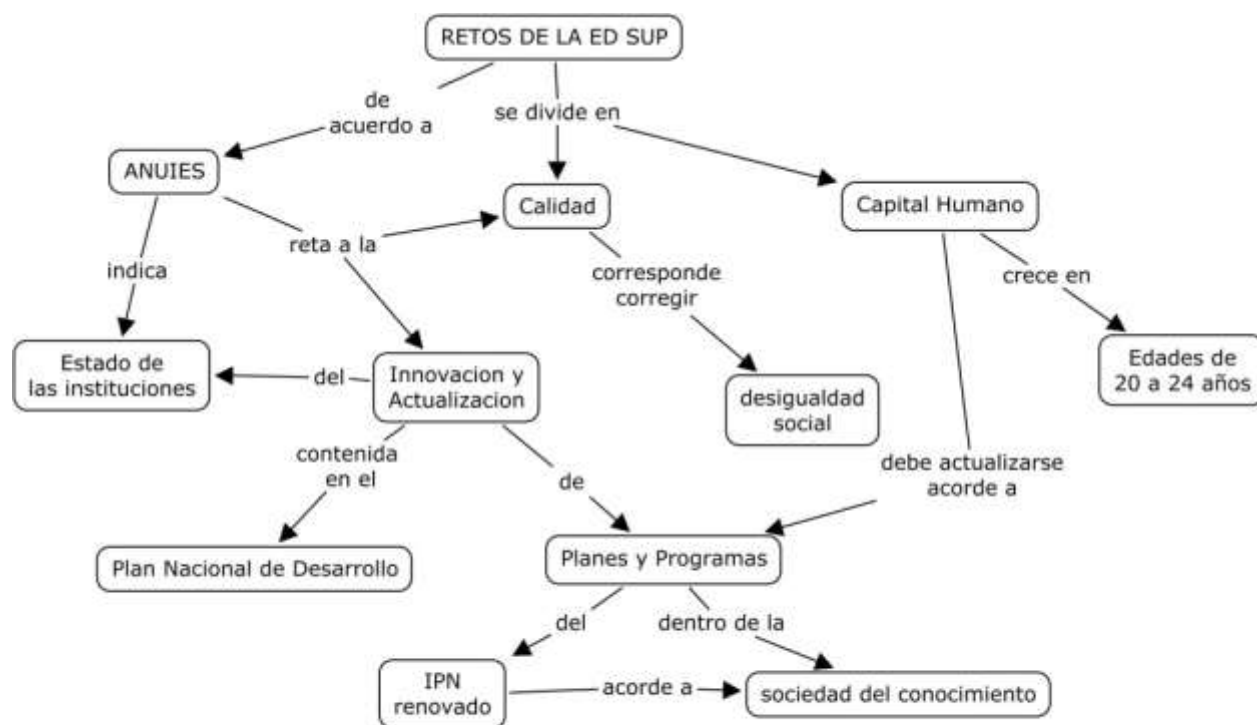 RETOS DE LA ED SUP
de
acuerdo a
se divide en
ANUIES
Calidad
Capital Humano
indica
reta a la
corresponde
corregir
crece en
Estado de
las instituciones
del
Innovacion y
Actualizacion
desigualdad
social
Edades de
20 a 24 años
contenida
en el
de
debe actualizarse
acorde a
Plan Nacional de Desarrollo
Planes y Programas
del
dentro de la
IPN
renovado
acorde a
sociedad del conocimiento